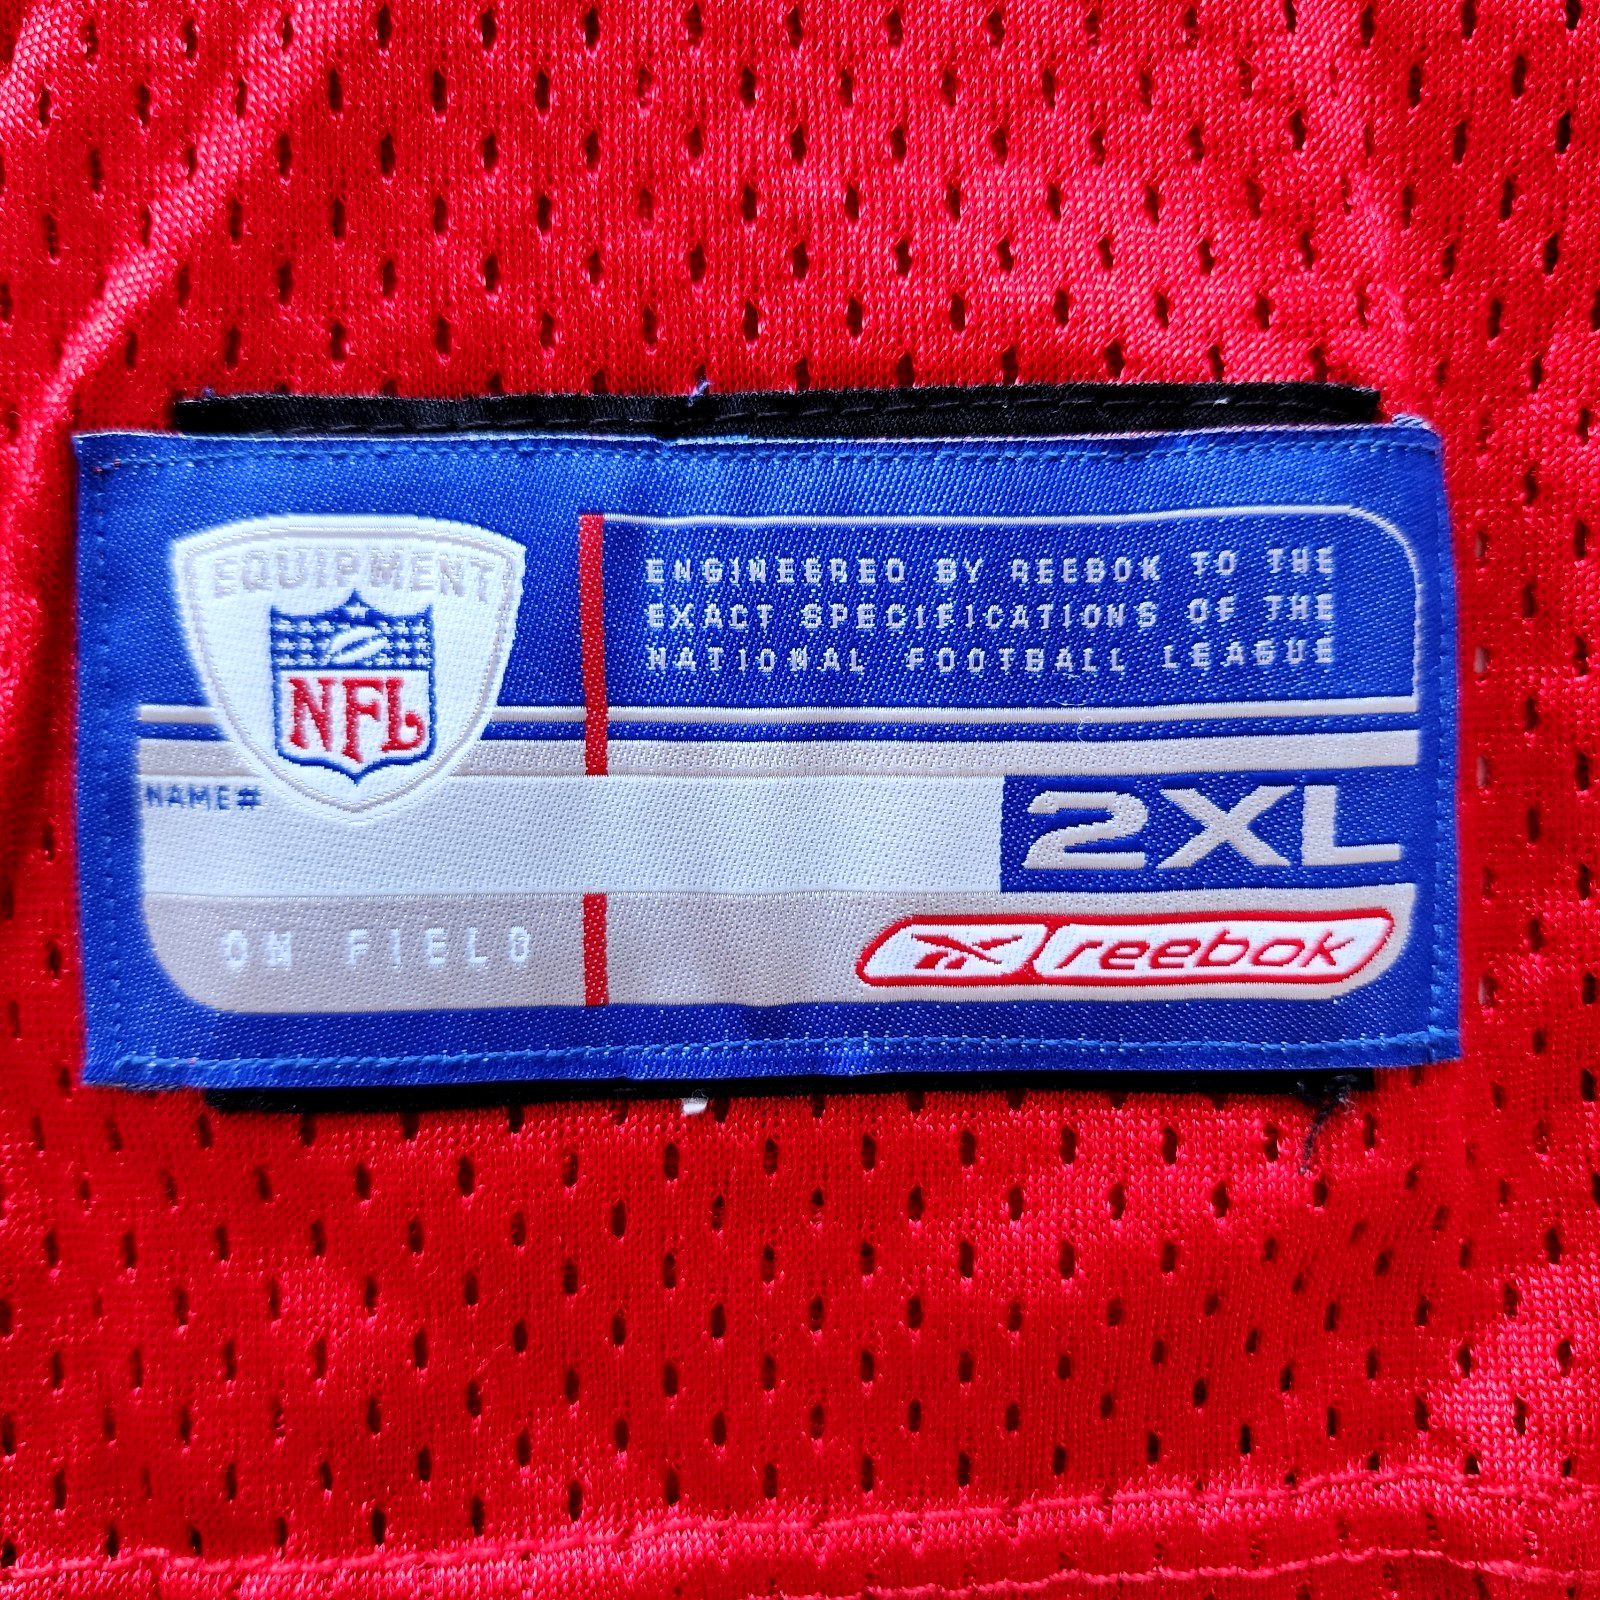 EQUIPMENT
NFL
ENGINEERED BY REEBOK TO THE
EXACT SPECIFICATIONS OF THE
NATIONAL FOOTBALL LEAGUE
NAME#
2XL
ON FIELD
reebok